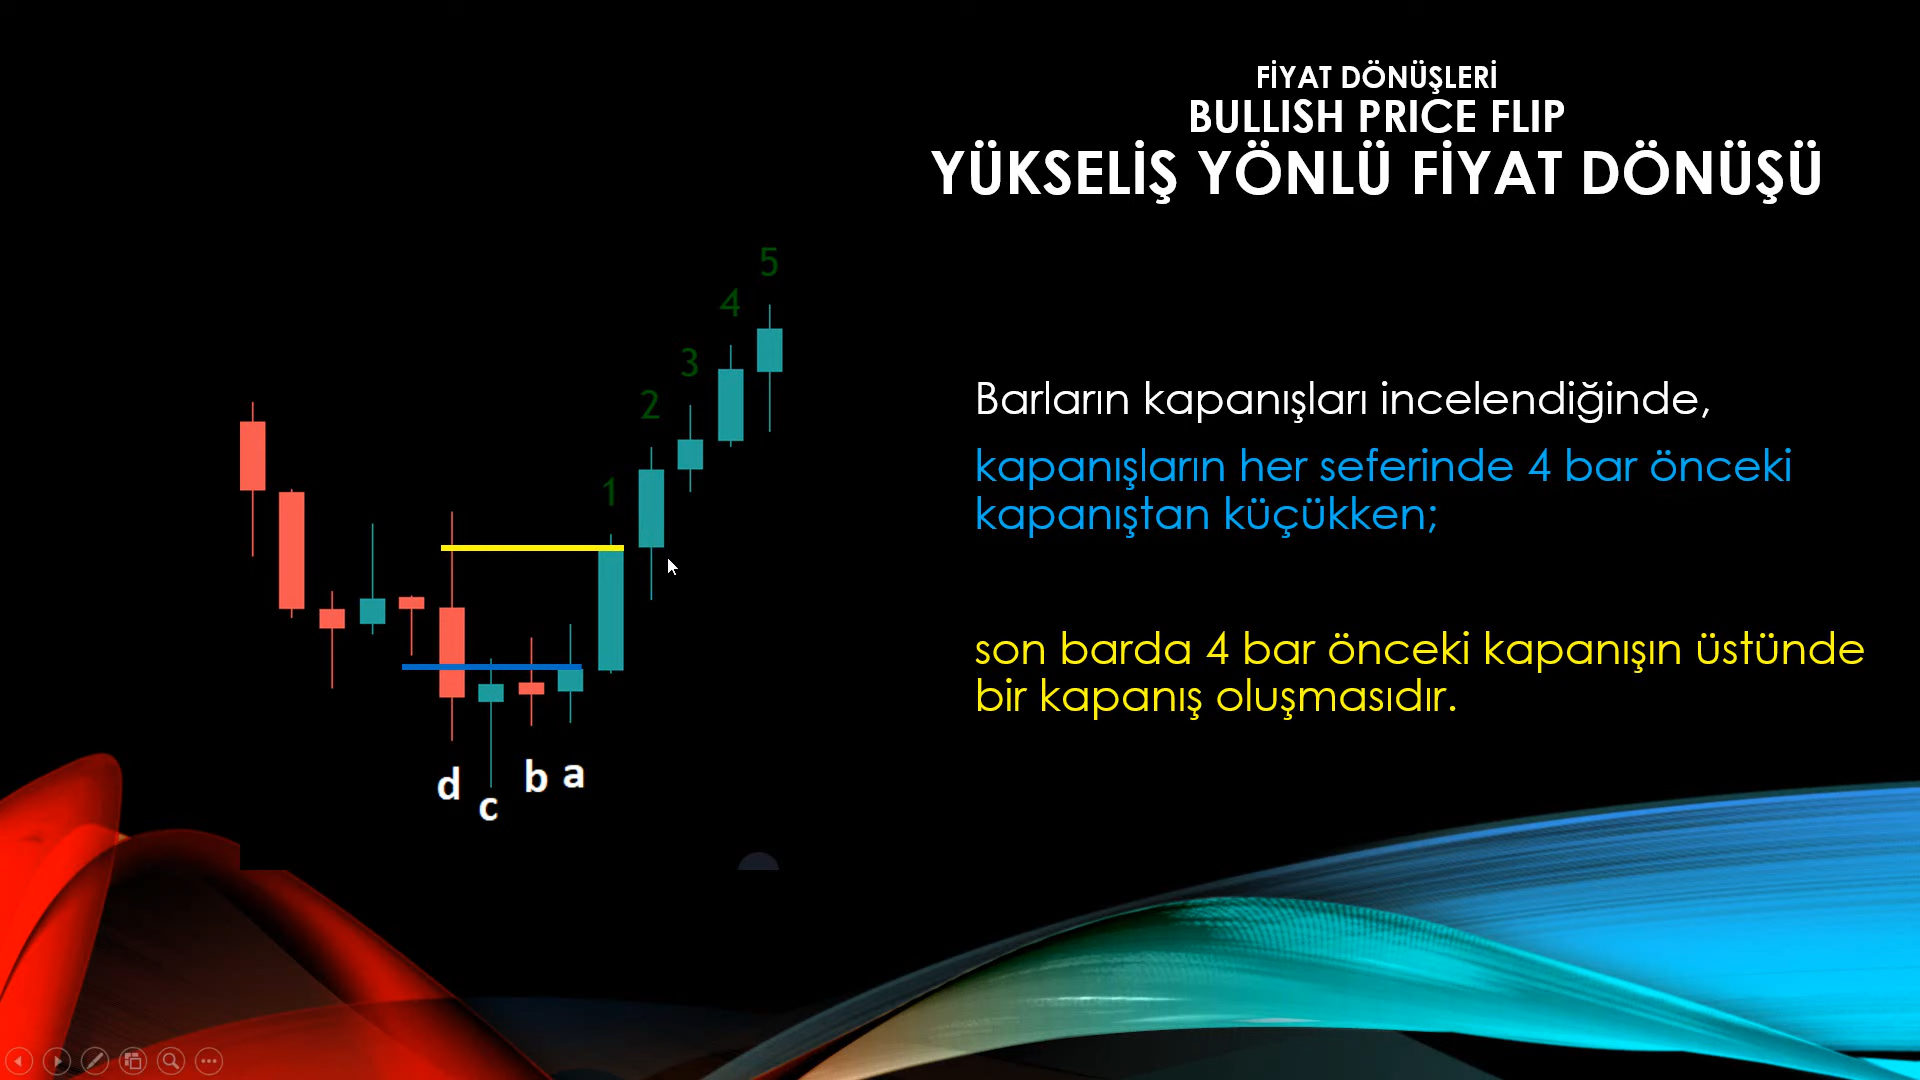 FİYAT DÖNÜŞLERİ
BULLISH PRICE FLIP
YÜKSELİŞ YÖNLÜ FİYAT DÖNÜŞÜ
5
4
3
2
1
Barların kapanışları incelendiğinde,
kapanışların her seferinde 4 bar önceki
kapanıştan küçükken;
son barda 4 bar önceki kapanışın üstünde
bir kapanış oluşmasıdır.
d c b a